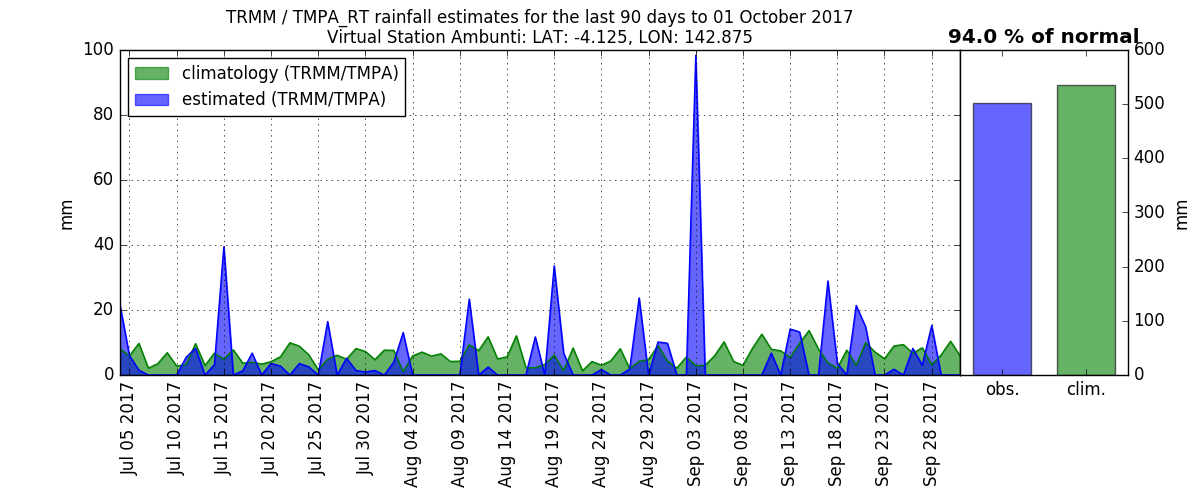 TRMM / TMPA_RT rainfall estimates for the last 90 days to 01 October 2017
Virtual Station Ambunti: LAT: -4.125, LON: 142.875
94.0 % of normal
climatology (TRMM/TMPA)
estimated (TRMM/TMPA)
100
80
60
40
20
0
mm
Jul 05 2017
Jul 10 2017
Jul 15 2017
Jul 20 2017
Jul 25 2017
Jul 30 2017
Aug 04 2017
Aug 09 2017
Aug 14 2017
Aug 19 2017
Aug 24 2017
Aug 29 2017
Sep 03 2017
Sep 08 2017
Sep 13 2017
Sep 18 2017
Sep 23 2017
Sep 28 2017
600
500
400
300
200
100
0
mm
obs.
clim.